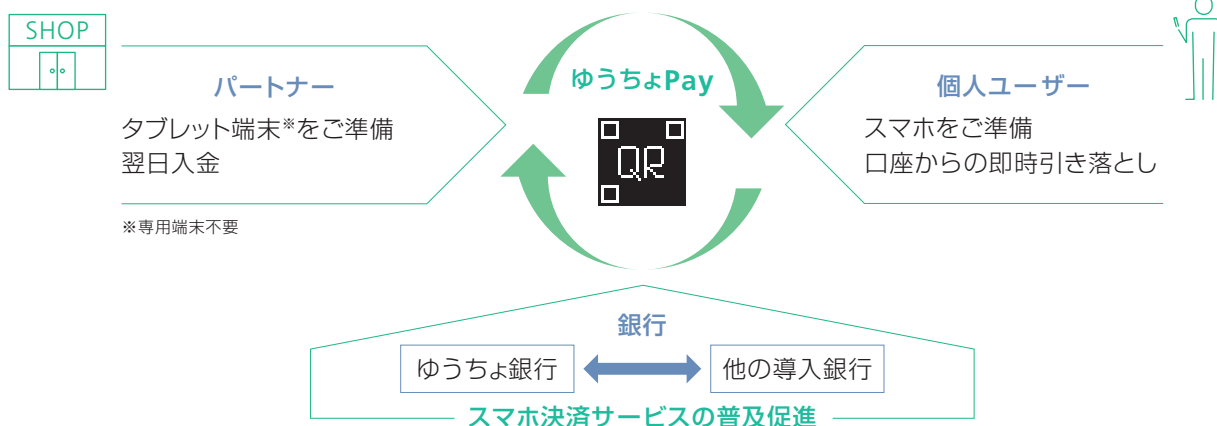 SHOP
パートナー
タブレット端末※をご準備
翌日入金
※専用端末不要
ゆうちょPay
QR
個人ユーザー
スマホをご準備
口座からの即時引き落とし
銀行
ゆうちょ銀行
他の導入銀行
スマホ決済サービスの普及促進